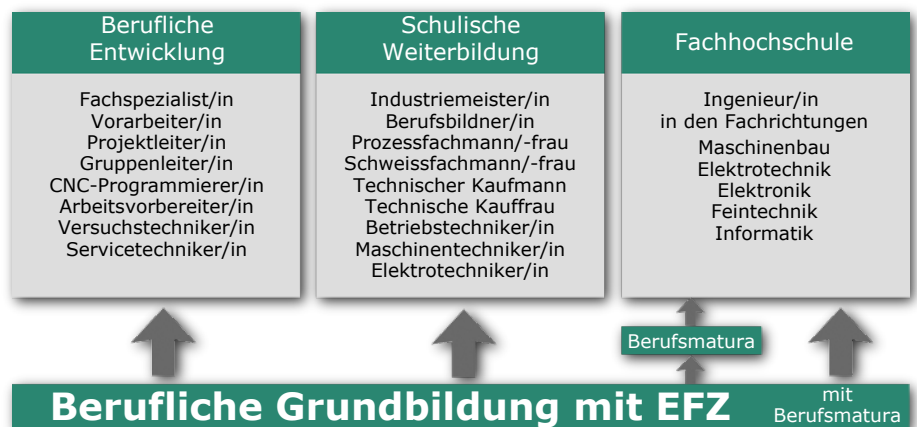 Berufliche
Entwicklung
Fachspezialist/in
Vorarbeiter/in
Projektleiter/in
Gruppenleiter/in
CNC-Programmierer/in
Arbeitsvorbereiter/in
Versuchstechniker/in
Servicetechniker/in
Schulische
Weiterbildung
Industriemeister/in
Berufsbildner/in
Prozessfachmann/-frau
Schweissfachmann/-frau
Technischer Kaufmann
Technische Kauffrau
Betriebstechniker/in
Maschinentechniker/in
Elektrotechniker/in
Fachhochschule
Ingenieur/in
in den Fachrichtungen
Maschinenbau
Elektrotechnik
Elektronik
Feintechnik
Informatik
Berufsmatura
Berufliche Grundbildung mit EFZ
mit
Berufsmatura